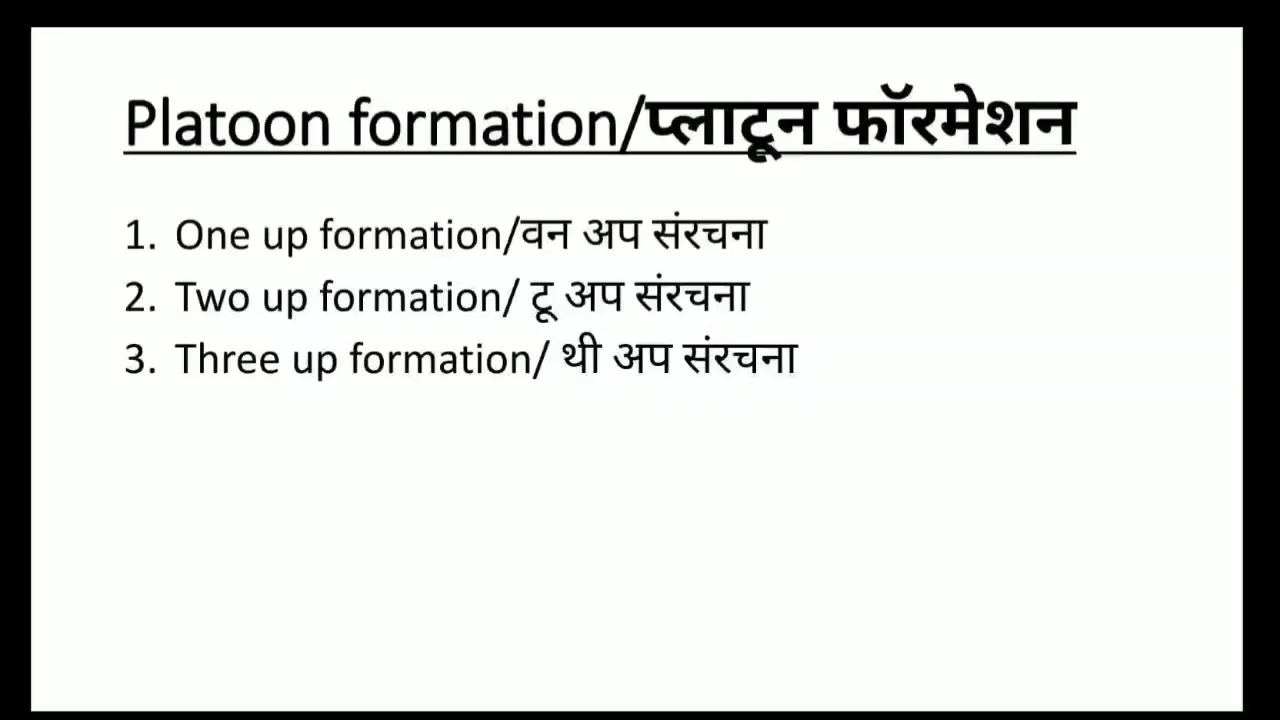 Platoon formation/प्लाटून फॉरमेशन
1. One up formation/वन अप संरचना
2. Two up formation/ टू अप संरचना
3. Three up formation/ थी अप संरचना